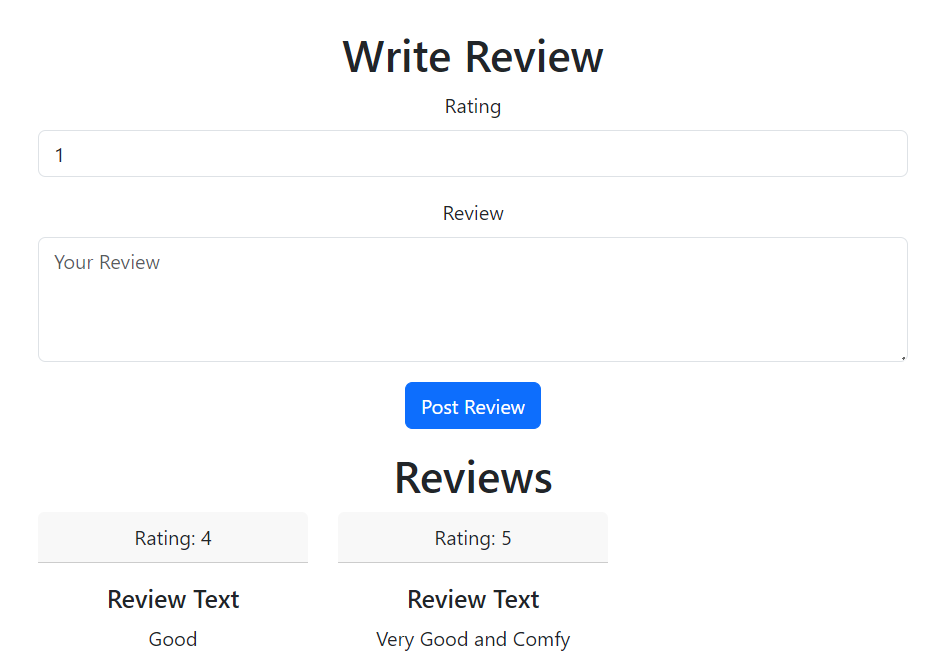 Write Review
Rating
1
Review
Your Review
Post Review
Reviews
Rating: 4
Review Text
Good
Rating: 5
Review Text
Very Good and Comfy